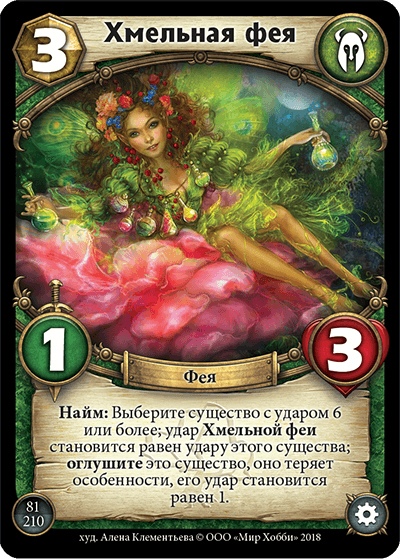 3
Хмельная фея
1
3
Фея
Найм: Выберите существо с ударом 6
или более; удар Хмельной феи
становится равен удару этого существа;
оглушите это существо, оно теряет
особенности, его удар становится
равен 1.
81
210
худ. Алена Клементьева © ООО «Мир Хобби» 2018